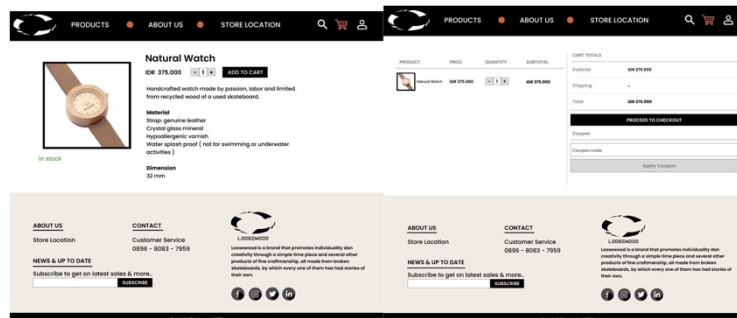 PRODUCTS ABOUT US STORE LOCATION
Natural Watch
IDR 375.000 - 1 + ADD TO CART
Handcrafted watch made by passion, labor and limited
from recycled wood of a used skateboard.
Material
Strap: genuine leather
Crystal glass mineral
Hypoallergenic varnish
Water splash proof ( not for swimming or underwater
activities )
Dimension
32 mm
in stock
ABOUT US
Store Location
CONTACT
Customer Service
0896 - 8083 - 7959
NEWS & UP TO DATE
Subscribe to get on latest sales & more..
SUBSCRIBE
LOOSEWOOD
Loosewood is a brand that promotes individuality dan
creativity through a simple time piece and several other
products of fine craftmanship, all made from broken
skateboards, by which every one of them has had stories of
their own.
PRODUCTS ABOUT US STORE LOCATION
PRODUCT PRICE QUANTITY SUBTOTAL
Natural Watch IDR 375.000 - 1 + IDR 375.000
CART TOTALS
Subtotal IDR 375.000
Shipping -
Total IDR 375.000
PROCEED TO CHECKOUT
Coupon
Coupon code
Apply Coupon
ABOUT US
Store Location
CONTACT
Customer Service
0896 - 8083 - 7959
NEWS & UP TO DATE
Subscribe to get on latest sales & more..
SUBSCRIBE
LOOSEWOOD
Loosewood is a brand that promotes individuality dan
creativity through a simple time piece and several other
products of fine craftmanship, all made from broken
skateboards, by which every one of them has had stories of
their own.